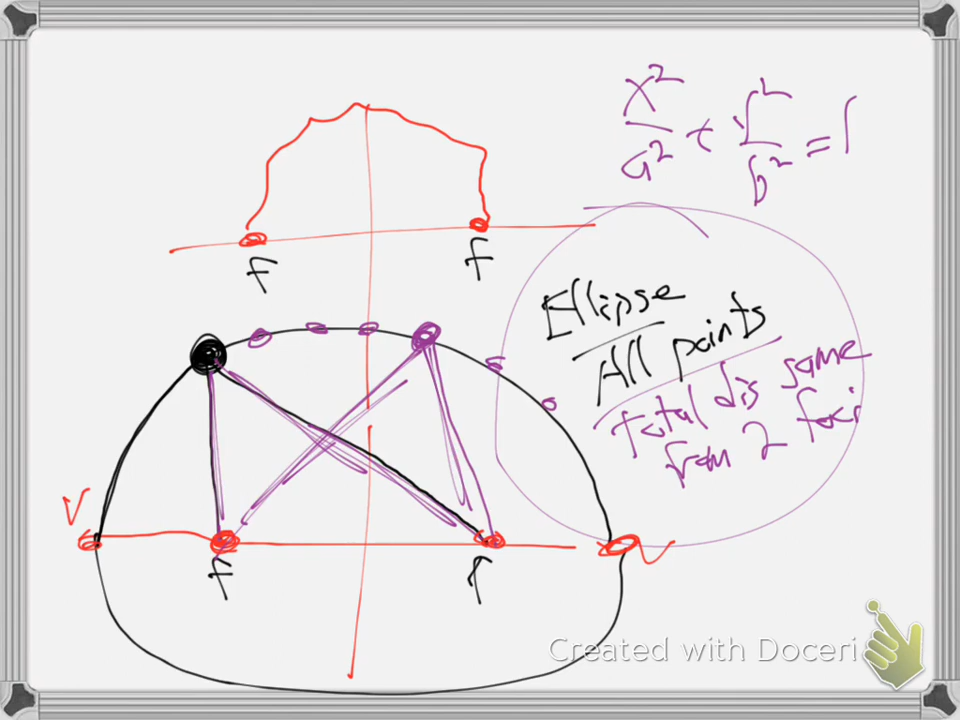 x²/a² + y²/b² = 1
F F
Ellipse
All points
total dis same
from 2 foci
V
V
F F
Created with Doceri